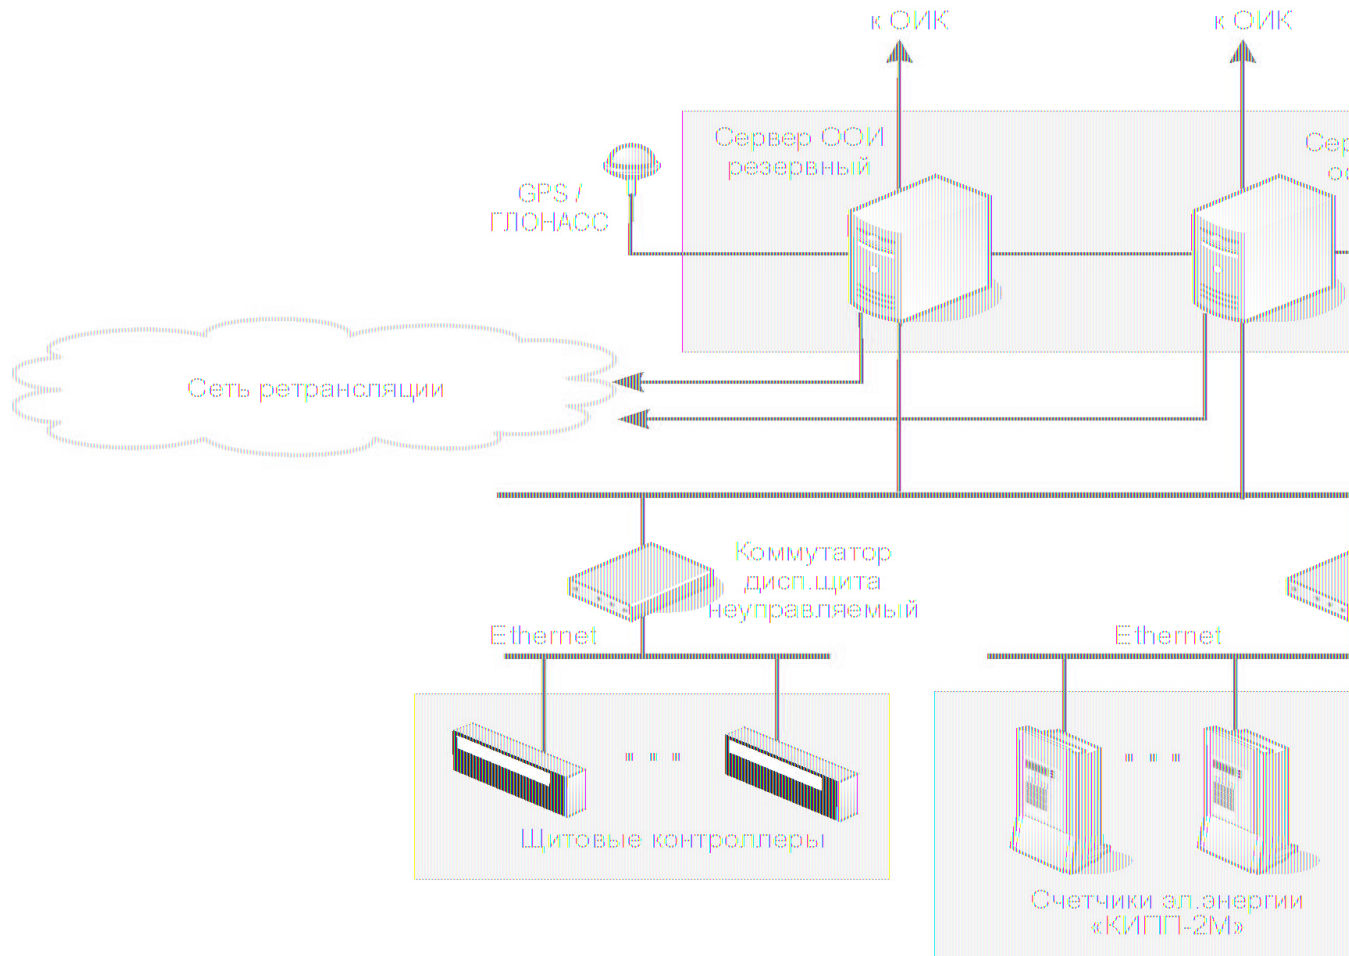 к ОИК
к ОИК
Сервер ООИ
резервный
GPS /
ГЛОНАСС
Сеть ретрансляции
Коммутатор
дисп.щита
неуправляемый
Ethernet
Ethernet
Щитовые контроллеры
Счетчики эл.энергии
«КИПП-2М»